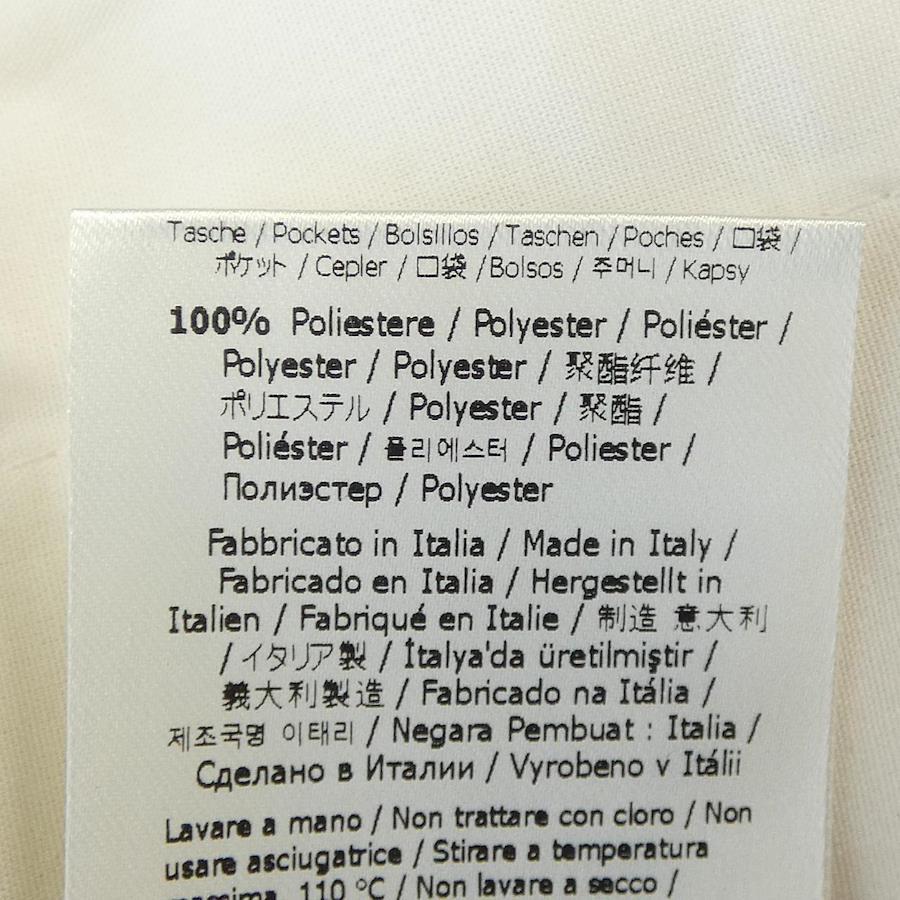 Tasche / Pockets / Bolsillos / Taschen / Poches / 口袋 /
ポケット / Cepler / 口袋 /Bolsos / 주머니 / Kapsy
100% Poliestere / Polyester / Poliéster /
Polyester / Polyester / 聚酯纤维 /
ポリエステル / Polyester / 聚酯 /
Poliéster / 폴리에스터 / Poliester /
Полиэстер / Polyester
Fabbricato in Italia / Made in Italy /
Fabricado en Italia / Hergestellt in
Italien / Fabriqué en Italie / 制造 意大利
/ イタリア製 / İtalya'da üretilmiştir /
義大利製造 / Fabricado na Itália /
제조국명 이태리 / Negara Pembuat : Italia /
Сделано в Италии / Vyrobeno v Itálii
Lavare a mano / Non trattare con cloro / Non
usare asciugatrice / Stirare a temperatura
massima 110 °C / Non lavare a secco /